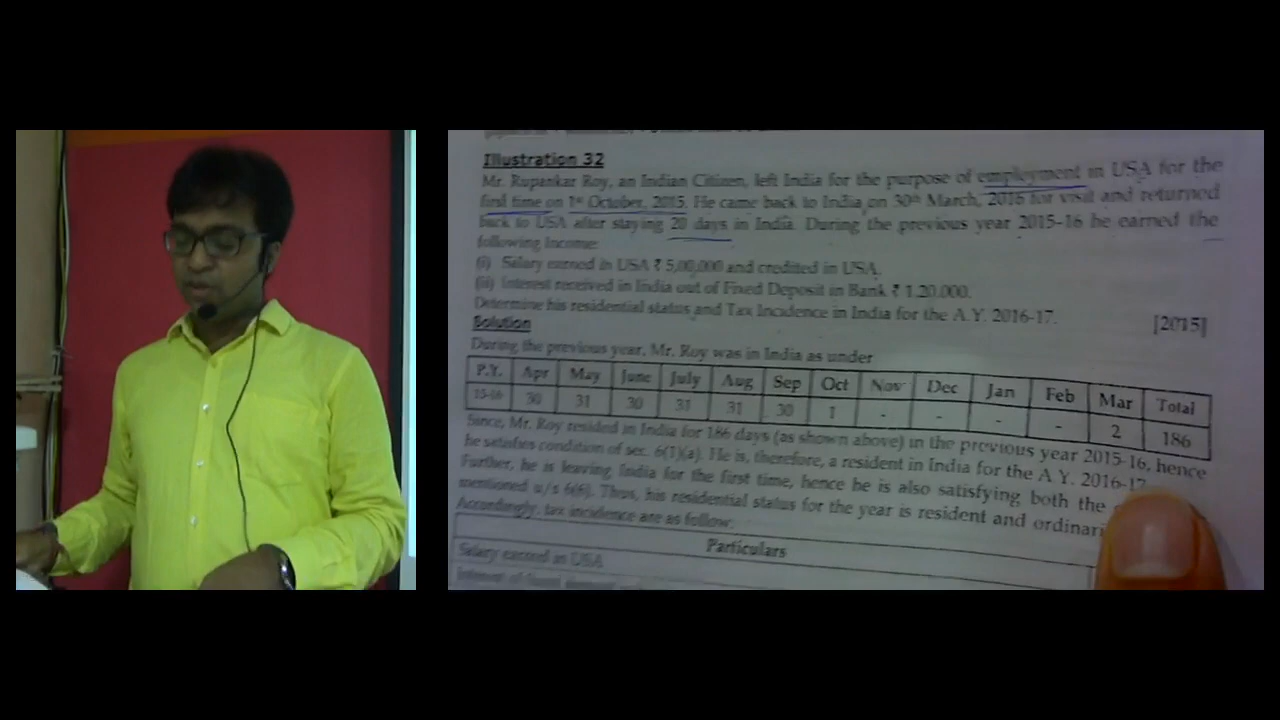 Illustration 32
Mr. Rupankar Roy, an Indian Citizen, left India for the purpose of employment in USA for the
first time on 1st October, 2015. He came back to India on 30th March, 2016 for visit and returned
back to USA after staying 20 days in India. During the previous year 2015-16 he earned the
following Income:
(i) Salary earned in USA ₹ 5,00,000 and credited in USA.
(ii) Interest received in India out of Fixed Deposit in Bank ₹ 1,20,000.
Determine his residential status and Tax Incidence in India for the A.Y. 2016-17. [2015]
Solution
During the previous year, Mr. Roy was in India as under
P.Y. Apr May June July Aug Sep Oct Nov Dec Jan Feb Mar Total
15-16 30 31 30 31 31 30 1 - - - - 2 186
Since, Mr. Roy resided in India for 186 days (as shown above) in the previous year 2015-16, hence
he satisfies condition of sec. 6(1)(a). He is, therefore, a resident in India for the A Y. 2016-17
Further, he is leaving India for the first time, hence he is also satisfying both the
mentioned u/s 6(6). Thus, his residential status for the year is resident and ordinari
Accordingly, tax incidence are as follow:
Particulars
Salary earned in USA